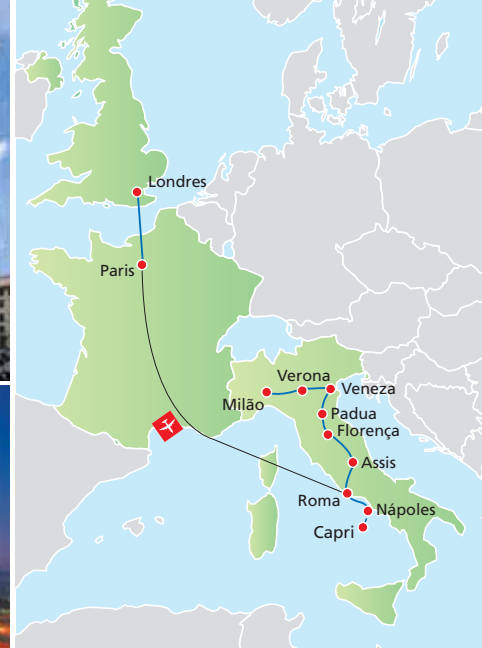 Londres
Paris
Verona
Veneza
Milão
Padua
Florença
Assis
Roma
Nápoles
Capri